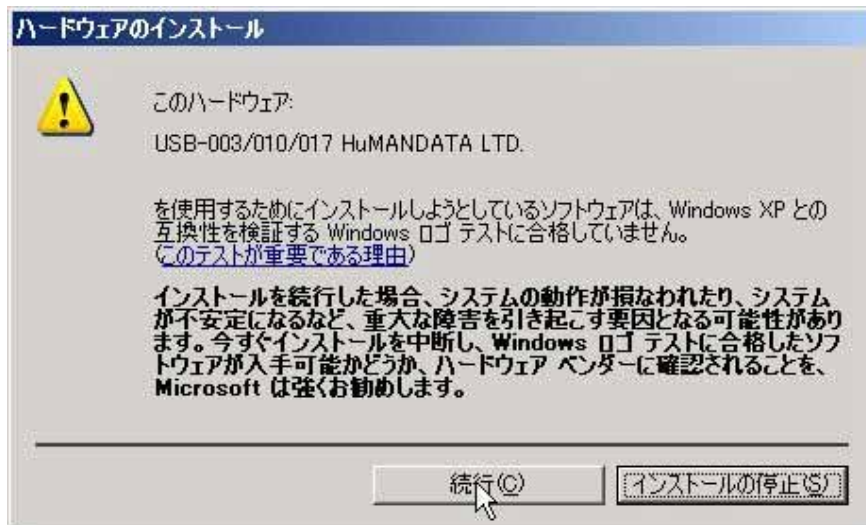 ハードウェアのインストール
このハードウェア:
USB-003/010/017 HuMANDATA LTD.
を使用するためにインストールしようとしているソフトウェアは、Windows XP との
互換性を検証する Windows ロゴ テストに合格していません。
(このテストが重要である理由)
インストールを続行した場合、システムの動作が損なわれたり、システム
が不安定になるなど、重大な障害を引き起こす要因となる可能性があり
ます。今すぐインストールを中断し、Windows ロゴ テストに合格したソフ
トウェアが入手可能かどうか、ハードウェア ベンダーに確認されることを、
Microsoft は強くお勧めします。
続行(C)
インストールの停止(S)